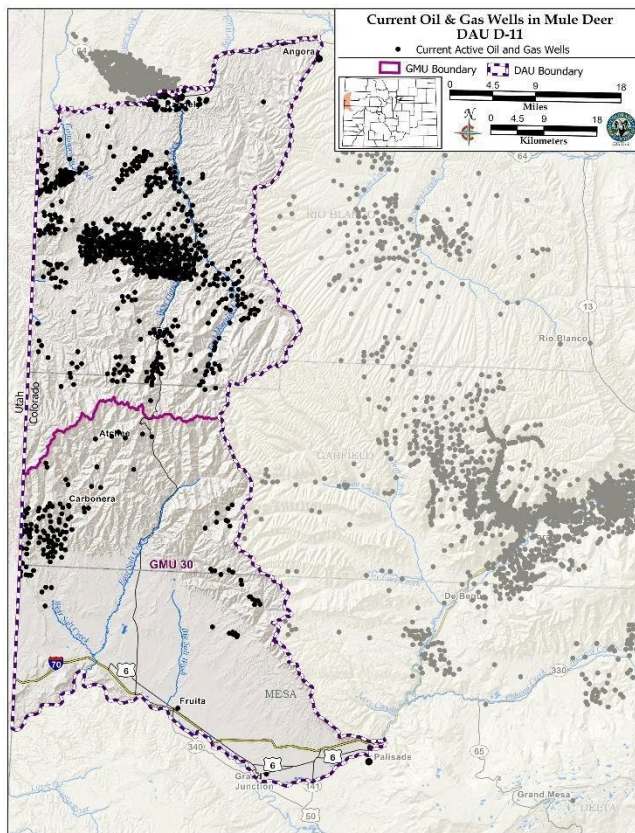 Current Oil & Gas Wells in Mule Deer
DAU D-11
Current Active Oil and Gas Wells
GMU Boundary
DAU Boundary
0 4.5 9 18
Miles
0 4.5 9 18
Kilometers
N
Angora
64
RIO BLANCO
13
Rio Blanco
Utah
Colorado
Atchee
GARFIELD
Carbonera
GMU 30
De Beque
70
6
Fruita
MESA
330
340
6
6
Palisade
Grand
Junction
141
50
65
Grand Mesa
DELTA